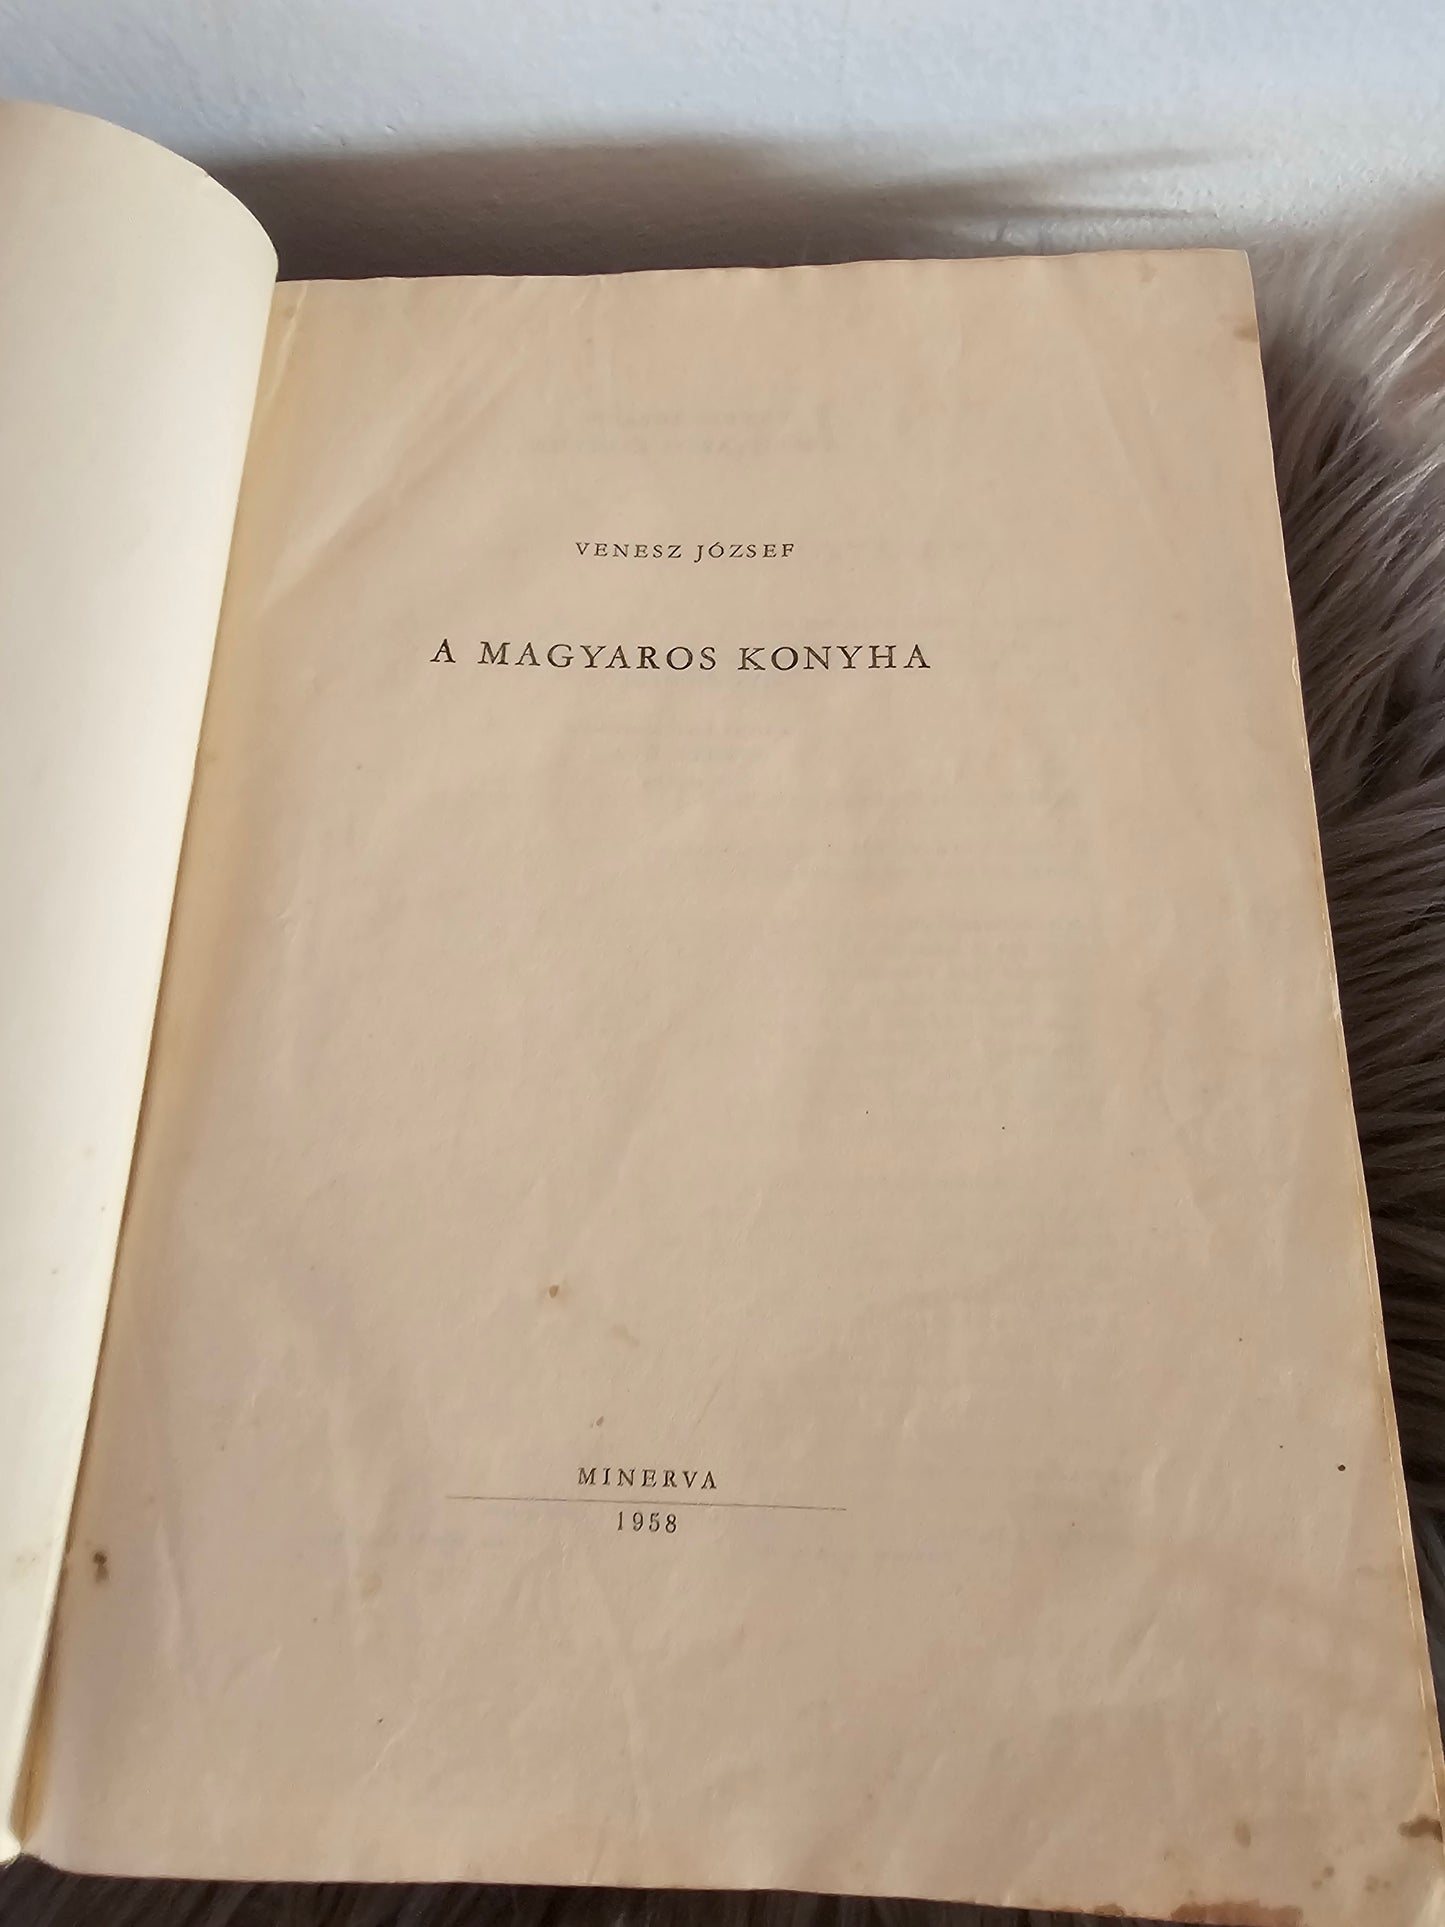 VENESZ JÓZSEF
A MAGYAROS KONYHA
MINERVA
1958